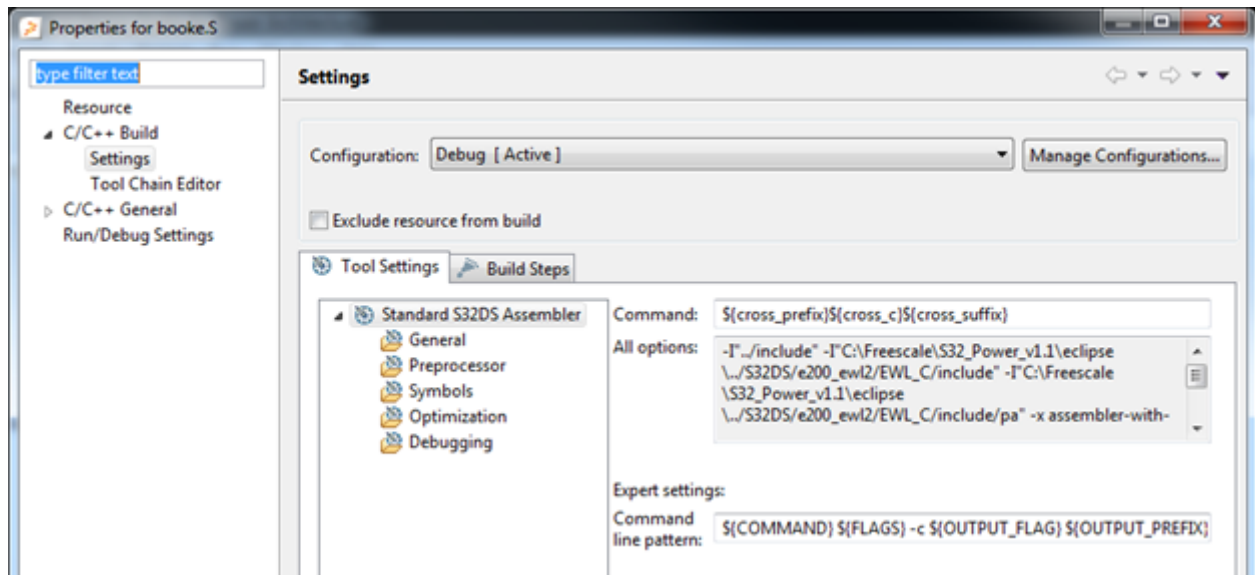 Properties for booke.S
type filter text
Resource
C/C++ Build
Settings
Tool Chain Editor
C/C++ General
Run/Debug Settings
Settings
Configuration: Debug [ Active ] Manage Configurations...
Exclude resource from build
Tool Settings Build Steps
Standard S32DS Assembler
General
Preprocessor
Symbols
Optimization
Debugging
Command: ${cross_prefix}${cross_c}${cross_suffix}
All options: -I"../include" -I"C:\Freescale\S32_Power_v1.1\eclipse
\../S32DS/e200_ewl2/EWL_C/include" -I"C:\Freescale
\S32_Power_v1.1\eclipse
\../S32DS/e200_ewl2/EWL_C/include/pa" -x assembler-with-
Expert settings:
Command
line pattern: ${COMMAND} ${FLAGS} -c ${OUTPUT_FLAG} ${OUTPUT_PREFIX}